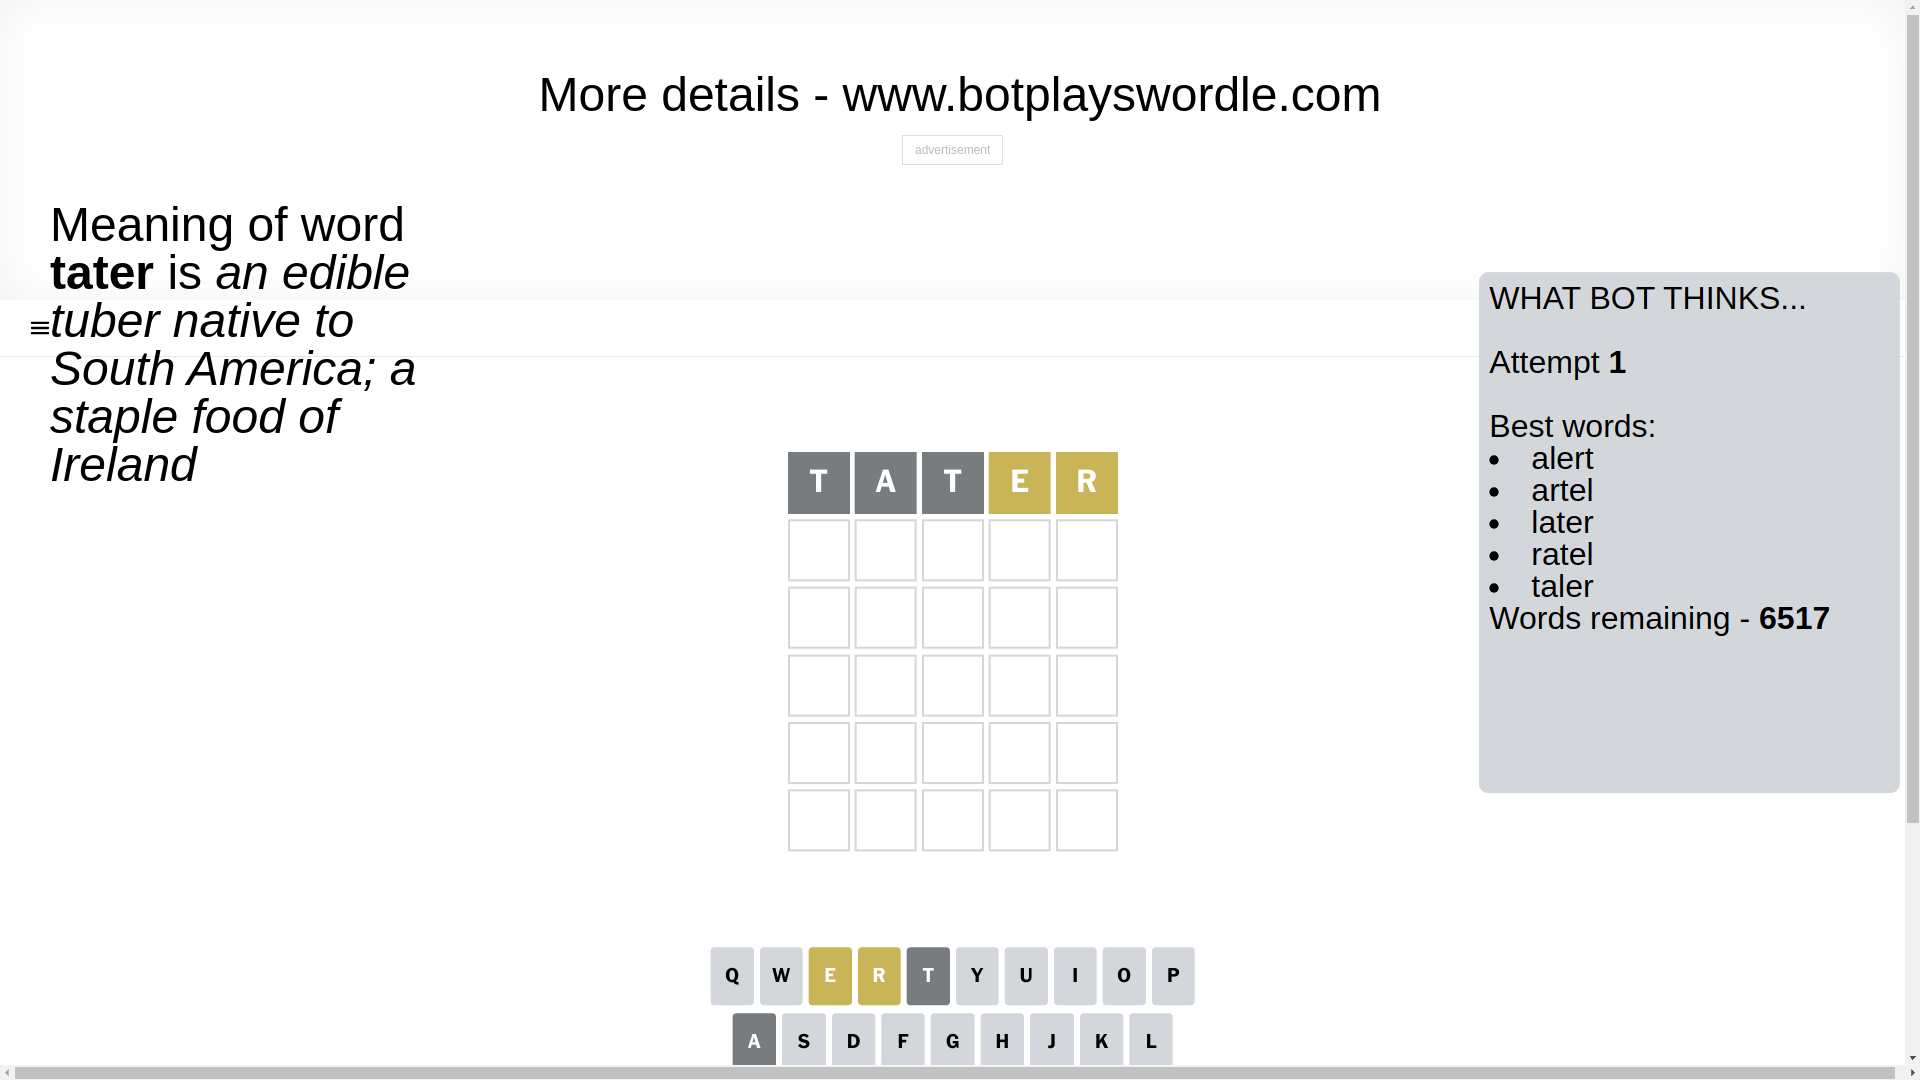 More details - www.botplayswordle.com
advertisement
Meaning of word
tater is an edible
tuber native to
South America; a
staple food of
Ireland
WHAT BOT THINKS...
Attempt 1
Best words:
• alert
• artel
• later
• ratel
• taler
Words remaining - 6517
T A T E R
Q W E R T Y U I O P
A S D F G H J K L